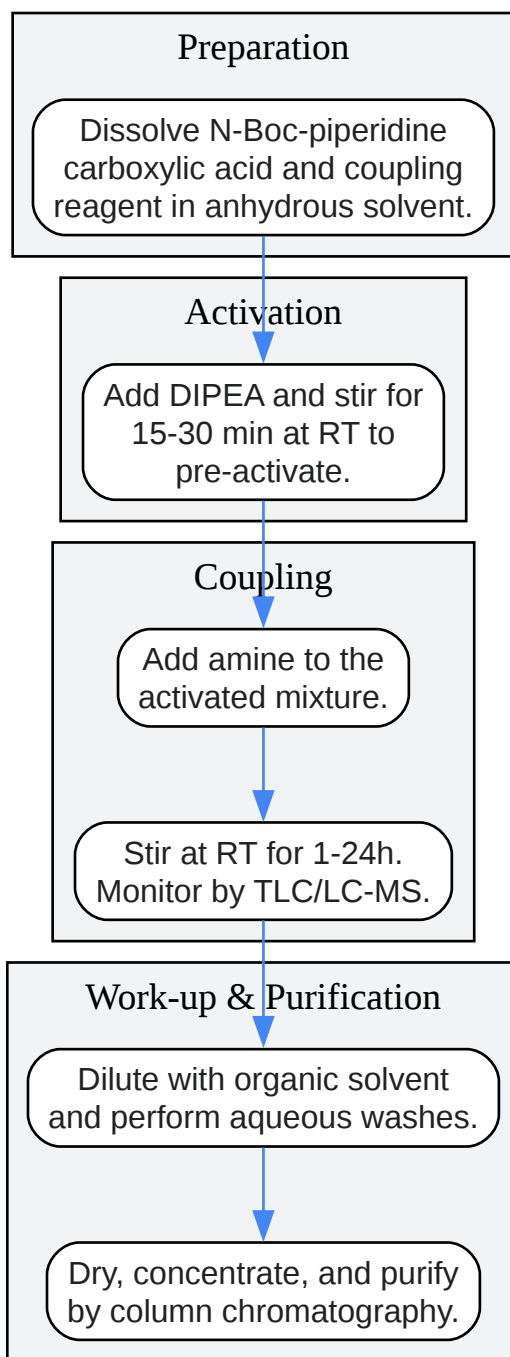 Preparation
Dissolve N-Boc-piperidine
carboxylic acid and coupling
reagent in anhydrous solvent.
Activation
Add DIPEA and stir for
15-30 min at RT to
pre-activate.
Coupling
Add amine to the
activated mixture.
Stir at RT for 1-24h.
Monitor by TLC/LC-MS.
Work-up & Purification
Dilute with organic solvent
and perform aqueous washes.
Dry, concentrate, and purify
by column chromatography.